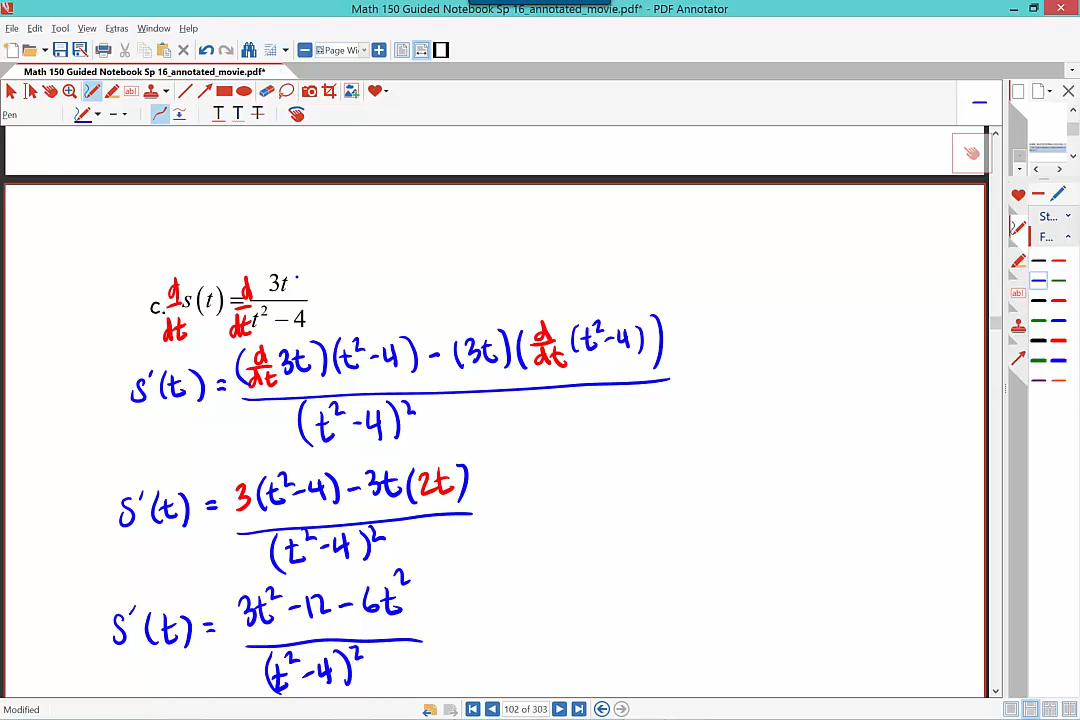 Math 150 Guided Notebook Sp 16_annotated_movie.pdf* - PDF Annotator
File Edit Tool View Extras Window Help
Page Wi
Math 150 Guided Notebook Sp 16_annotated_movie.pdf*
Pen
St...
F...
c. d/dt s(t) = d/dt 3t/(t² - 4)
s'(t) = ((d/dt 3t)(t²-4) - (3t)(d/dt (t²-4)))/(t²-4)²
s'(t) = (3(t²-4) - 3t(2t))/(t²-4)²
s'(t) = (3t² - 12 - 6t²)/(t²-4)²
Modified
102 of 303